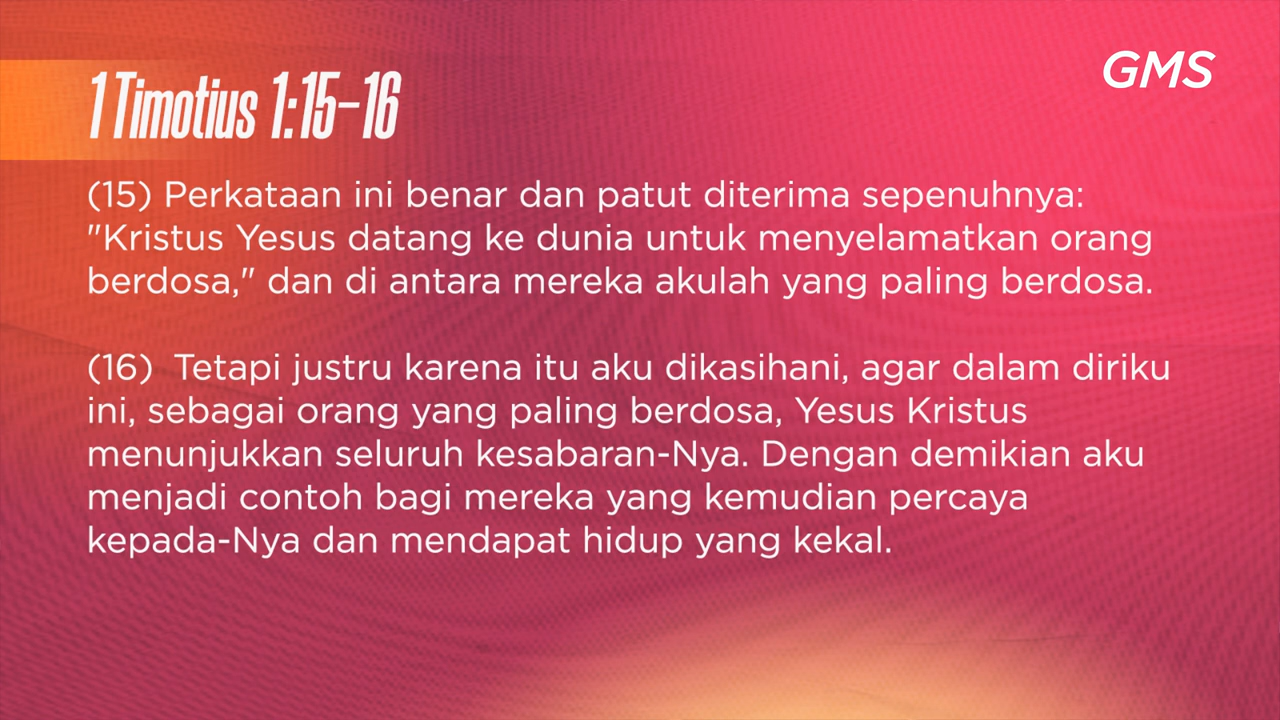 1 Timotius 1:15–16
GMS
(15) Perkataan ini benar dan patut diterima sepenuhnya:
"Kristus Yesus datang ke dunia untuk menyelamatkan orang
berdosa," dan di antara mereka akulah yang paling berdosa.
(16)  Tetapi justru karena itu aku dikasihani, agar dalam diriku
ini, sebagai orang yang paling berdosa, Yesus Kristus
menunjukkan seluruh kesabaran-Nya. Dengan demikian aku
menjadi contoh bagi mereka yang kemudian percaya
kepada-Nya dan mendapat hidup yang kekal.